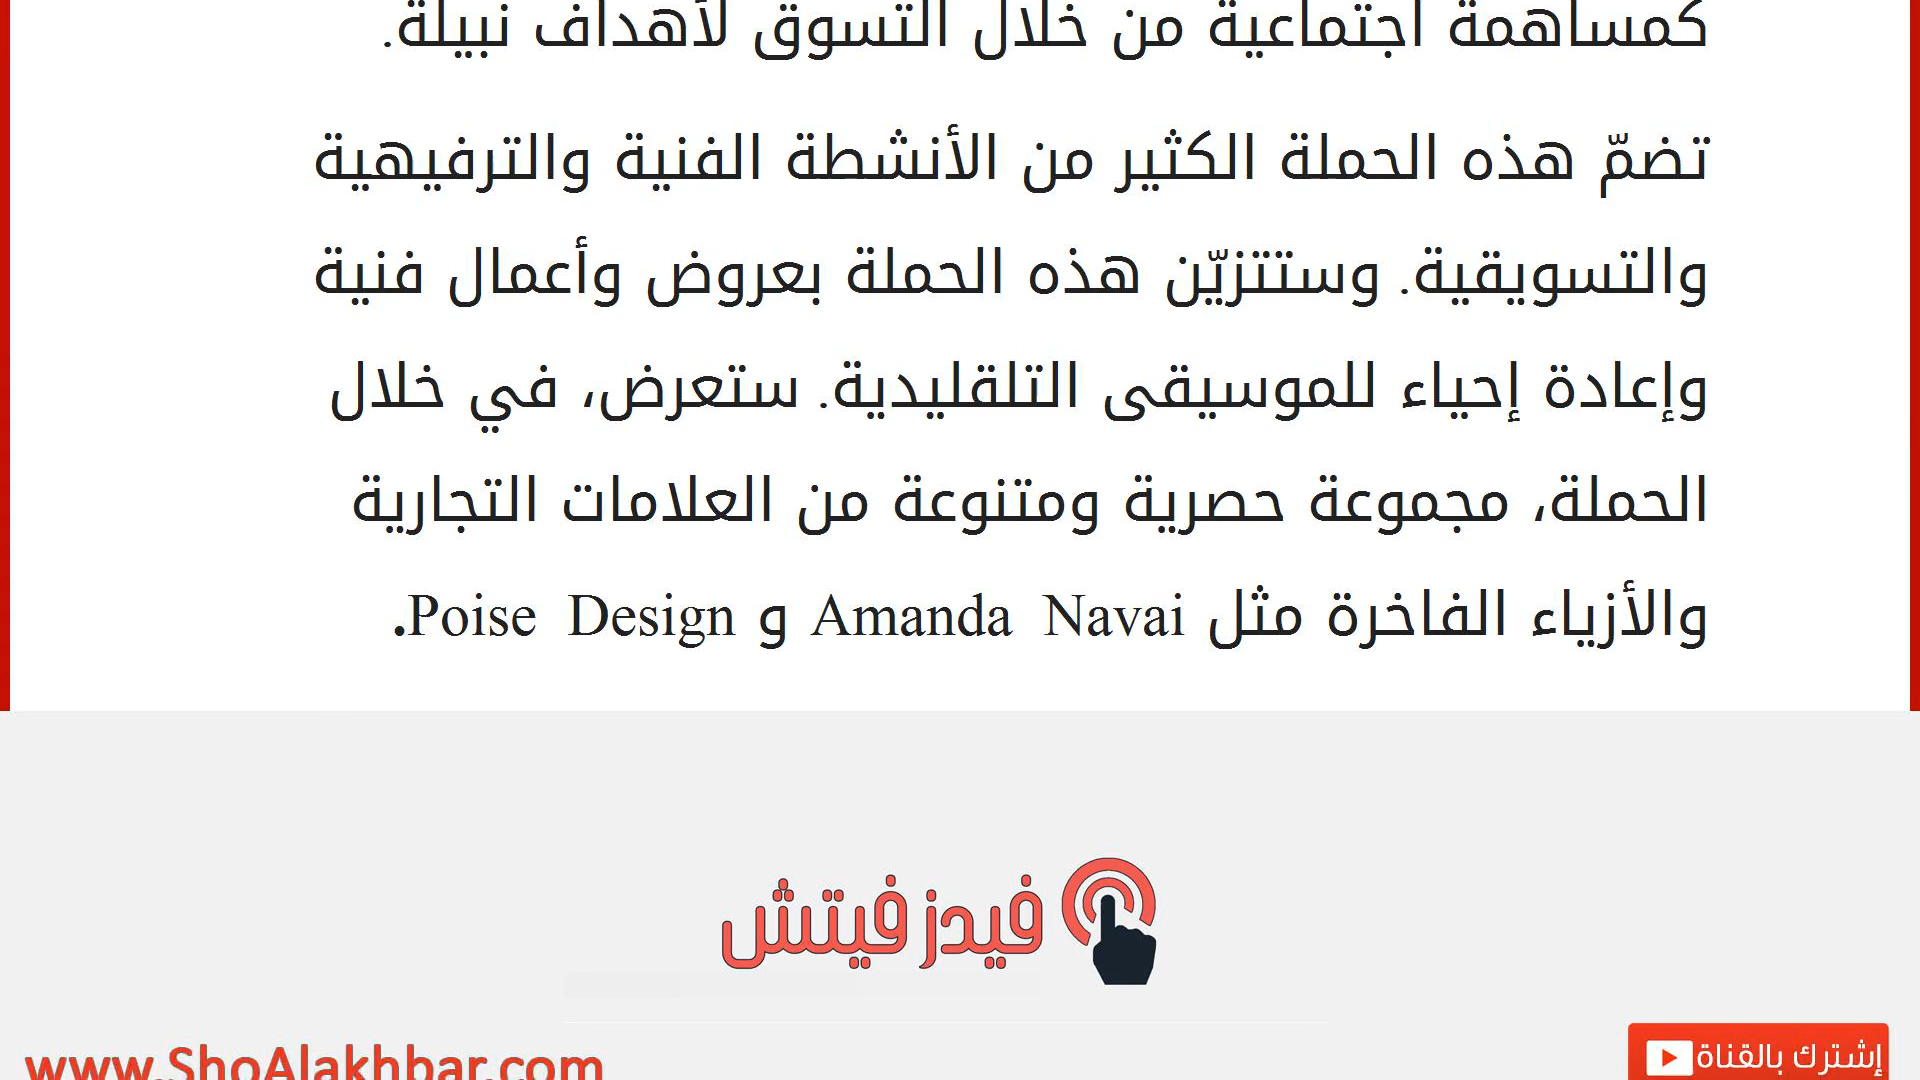 كمساهمة اجتماعية من خلال التسوق لأهداف نبيلة.
تضمّ هذه الحملة الكثير من الأنشطة الفنية والترفيهية
والتسويقية. وستتزيّن هذه الحملة بعروض وأعمال فنية
وإعادة إحياء للموسيقى التلقليدية. ستعرض، في خلال
الحملة، مجموعة حصرية ومتنوعة من العلامات التجارية
والأزياء الفاخرة مثل Amanda Navai و Poise Design.
فيدز فيتش
www.ShoAlakhbar.com
إشترك بالقناة